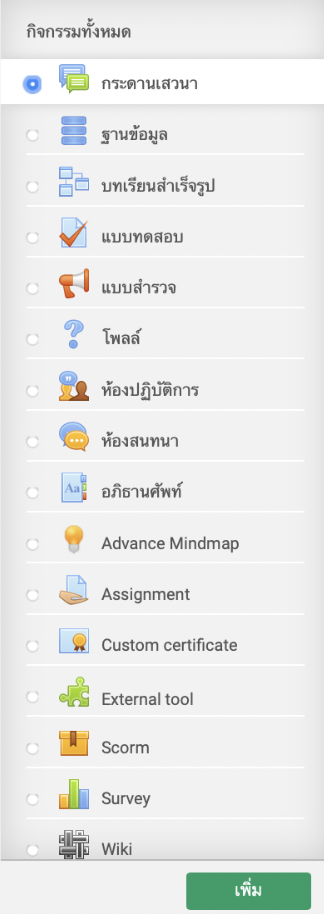 กิจกรรมทั้งหมด
กระดานเสวนา
ฐานข้อมูล
บทเรียนสำเร็จรูป
แบบทดสอบ
แบบสำรวจ
โพลล์
ห้องปฏิบัติการ
ห้องสนทนา
อภิธานศัพท์
Advance Mindmap
Assignment
Custom certificate
External tool
Scorm
Survey
Wiki
เพิ่ม